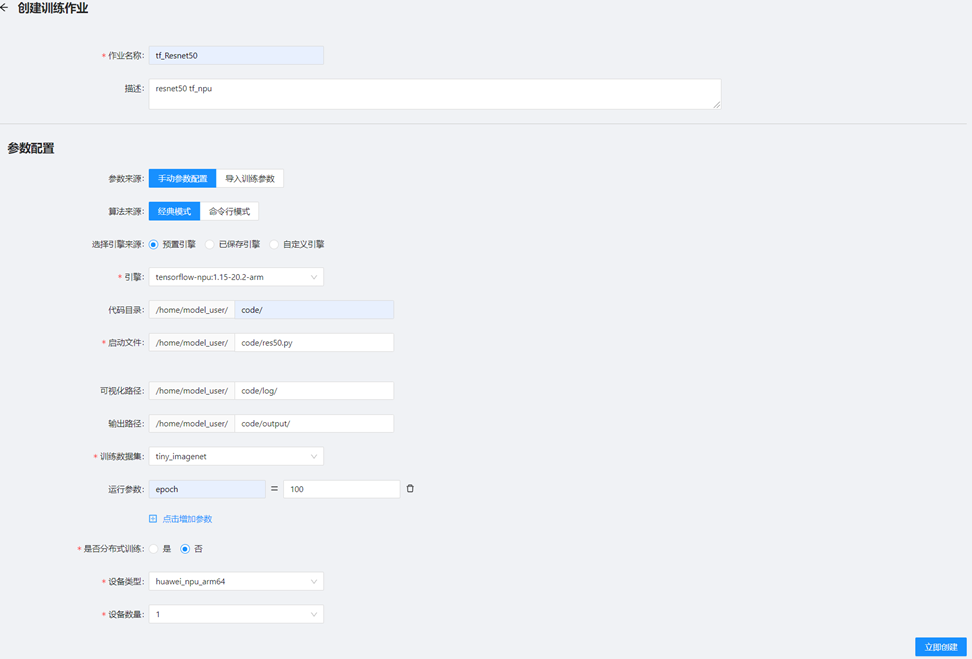 创建训练作业
* 作业名称: tf_Resnet50
描述: resnet50 tf_npu
参数配置
参数来源: 手动参数配置 导入训练参数
算法来源: 经典模式 命令行模式
选择引擎来源: 预置引擎 已保存引擎 自定义引擎
* 引擎: tensorflow-npu:1.15-20.2-arm
代码目录: /home/model_user/ code/
* 启动文件: /home/model_user/ code/res50.py
可视化路径: /home/model_user/ code/log/
输出路径: /home/model_user/ code/output/
* 训练数据集: tiny_imagenet
运行参数: epoch = 100
点击增加参数
* 是否分布式训练: 是 否
* 设备类型: huawei_npu_arm64
* 设备数量: 1
立即创建